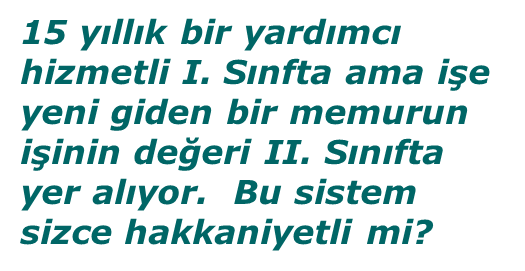 15 yıllık bir yardımcı
hizmetli I. Sınfta ama işe
yeni giden bir memurun
işinin değeri II. Sınıfta
yer alıyor.  Bu sistem
sizce hakkaniyetli mi?